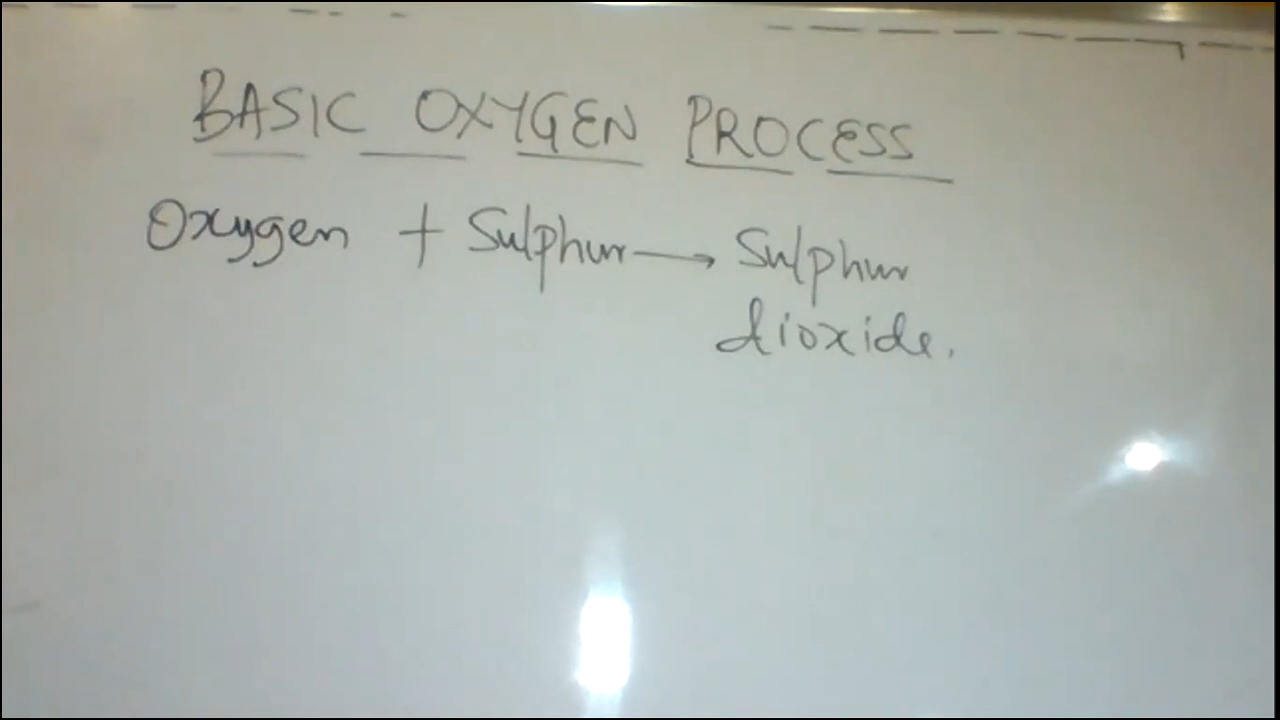 BASIC OXYGEN PROCESS
Oxygen + Sulphur → Sulphur
dioxide.